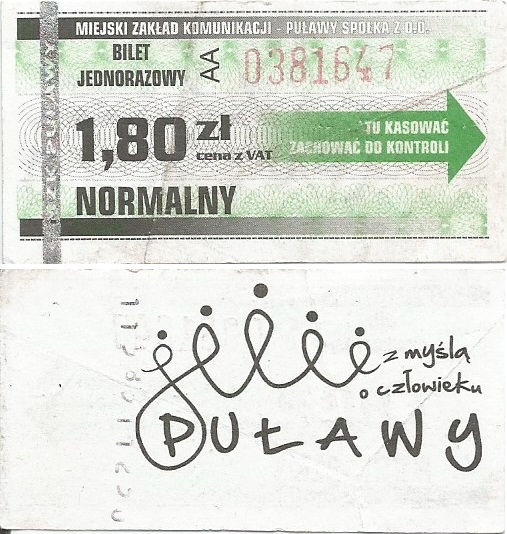 MIEJSKI ZAKŁAD KOMUNIKACJI - PUŁAWY SPÓŁKA Z O.O.
BILET
JEDNORAZOWY
AA 0381647
1,80 zł
cena z VAT
TU KASOWAĆ
ZACHOWAĆ DO KONTROLI
NORMALNY
z myślą
o człowieku
PUŁAWY